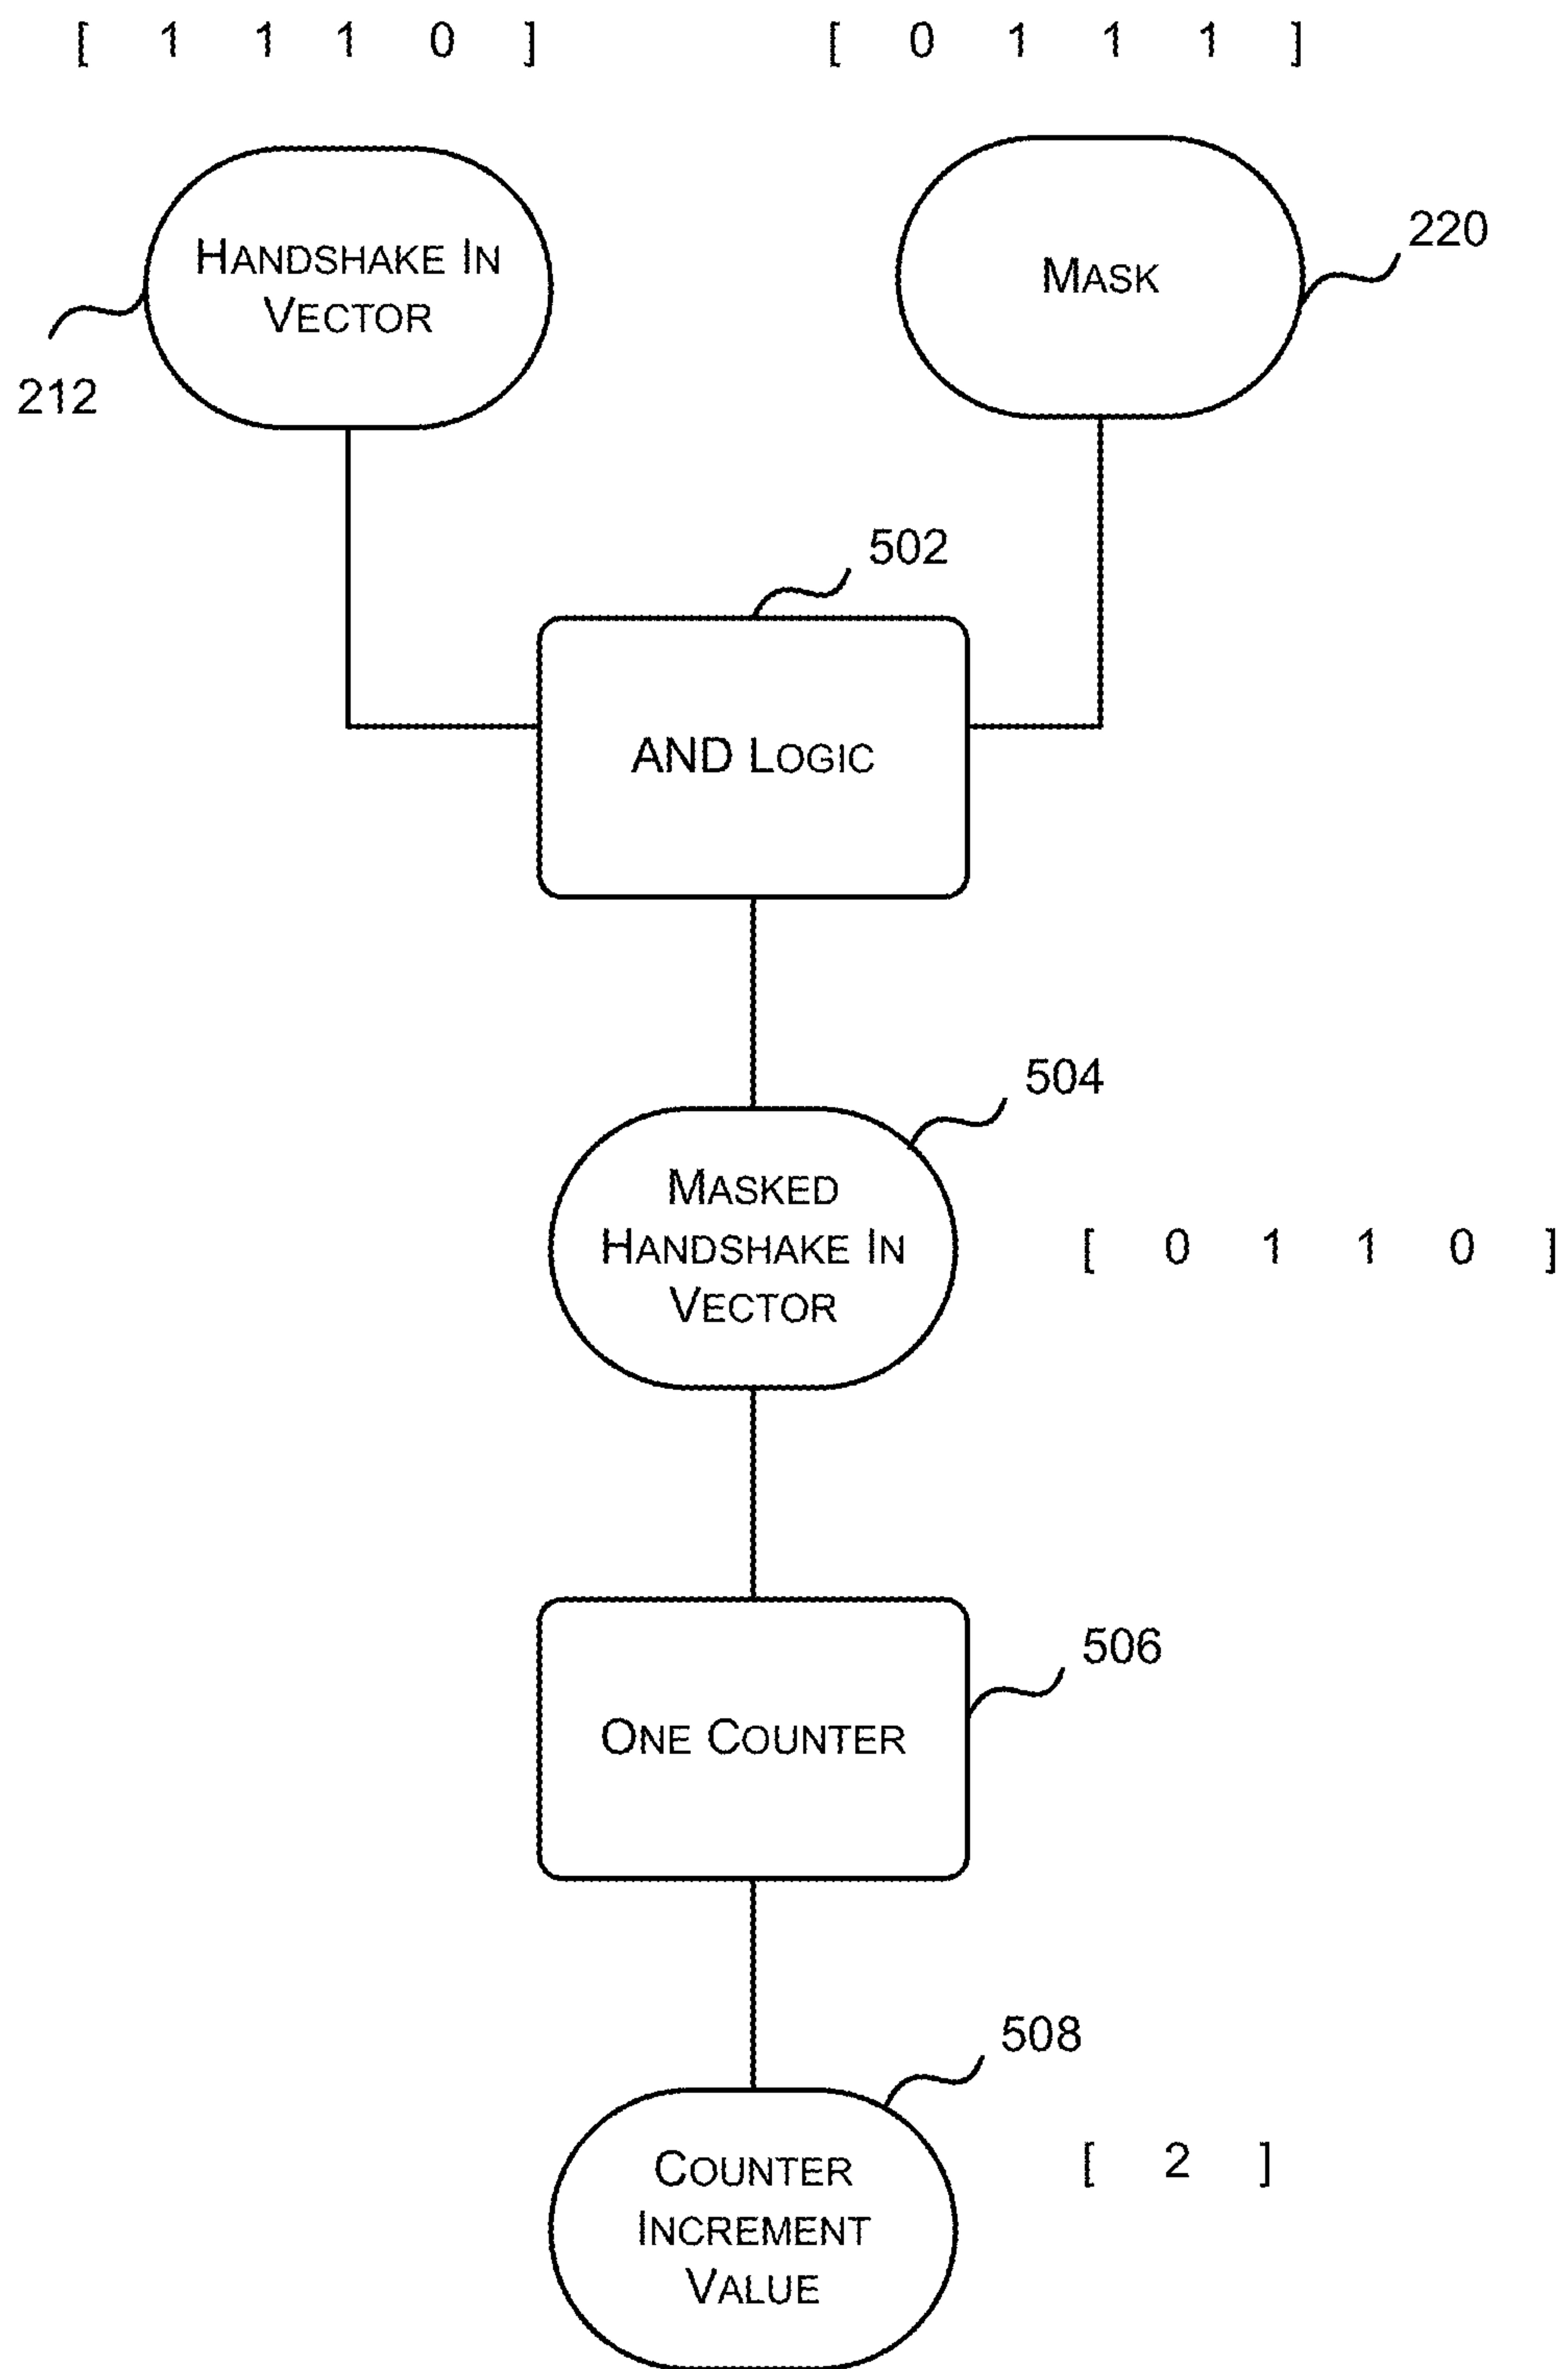 [ 1 1 1 0 ] [ 0 1 1 1 ]
HANDSHAKE IN
VECTOR
212
MASK
220
502
AND LOGIC
504
MASKED
HANDSHAKE IN
VECTOR
[ 0 1 1 0 ]
506
ONE COUNTER
508
COUNTER
INCREMENT
VALUE
[ 2 ]